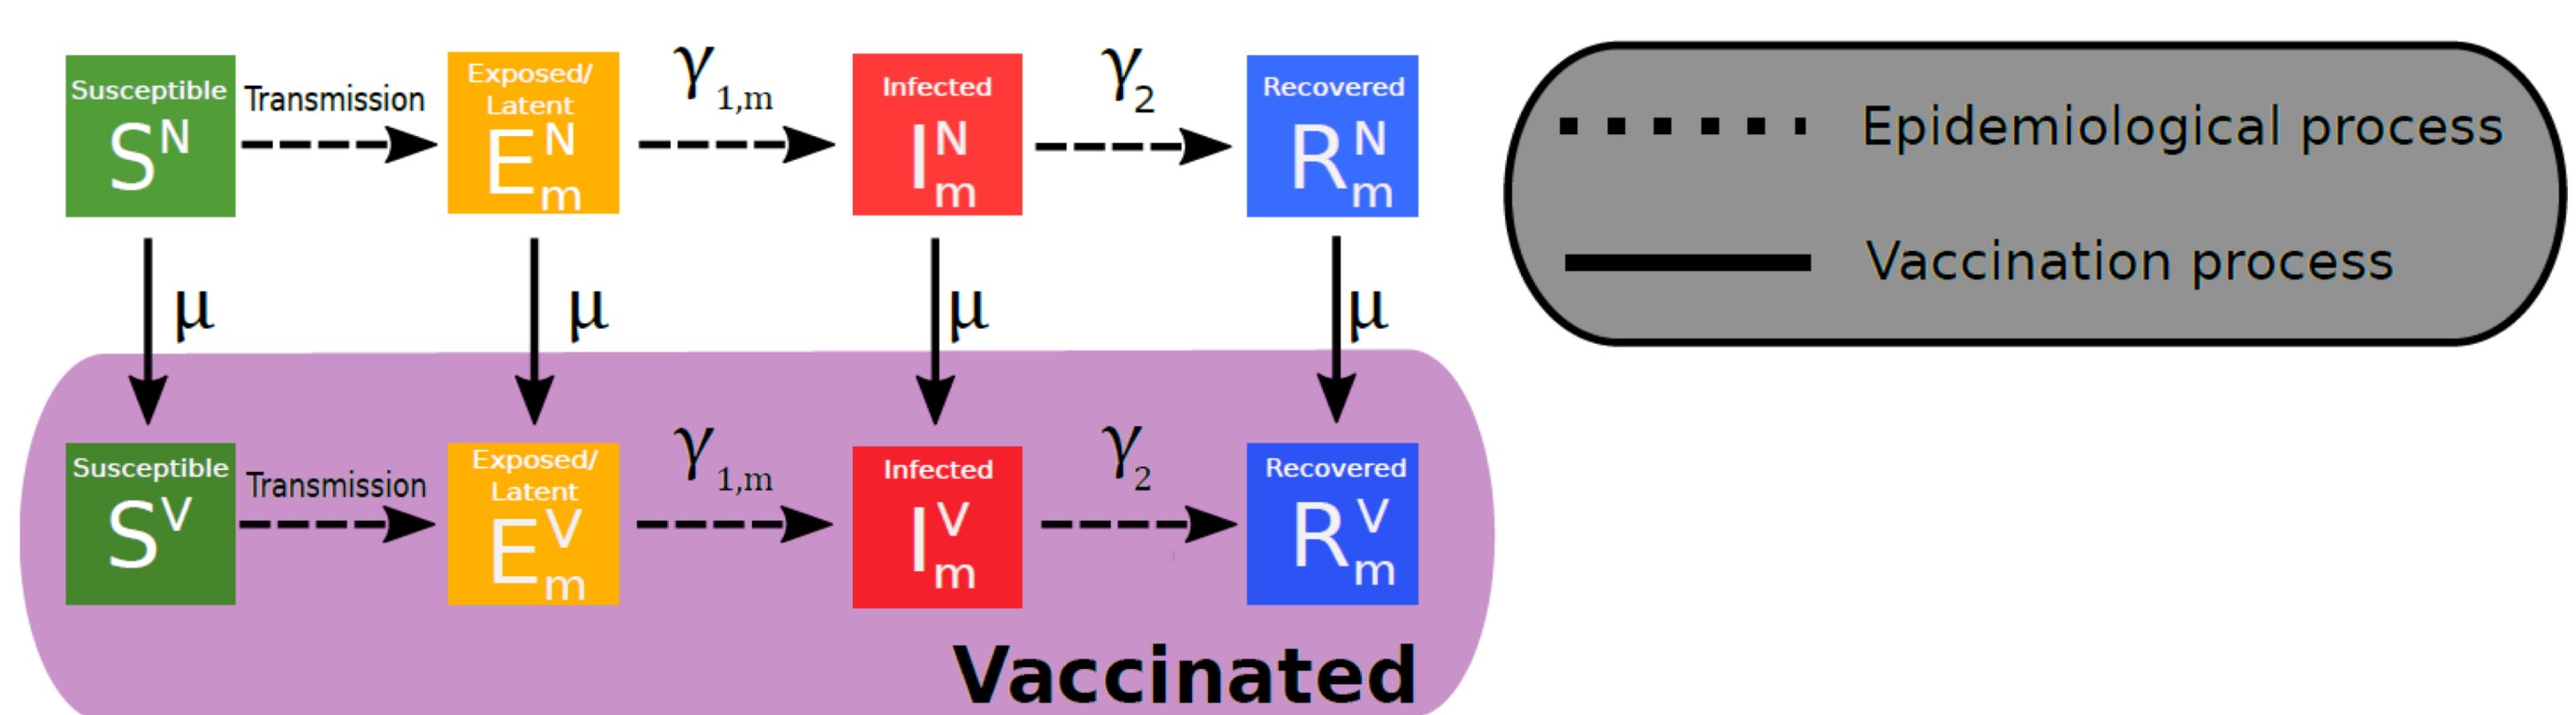 Susceptible
S^N
Transmission
Exposed/
Latent
E^N_m
γ_1,m
Infected
I^N_m
γ_2
Recovered
R^N_m
μ
μ
μ
μ
Susceptible
S^V
Transmission
Exposed/
Latent
E^V_m
γ_1,m
Infected
I^V_m
γ_2
Recovered
R^V_m
Vaccinated
Epidemiological process
Vaccination process